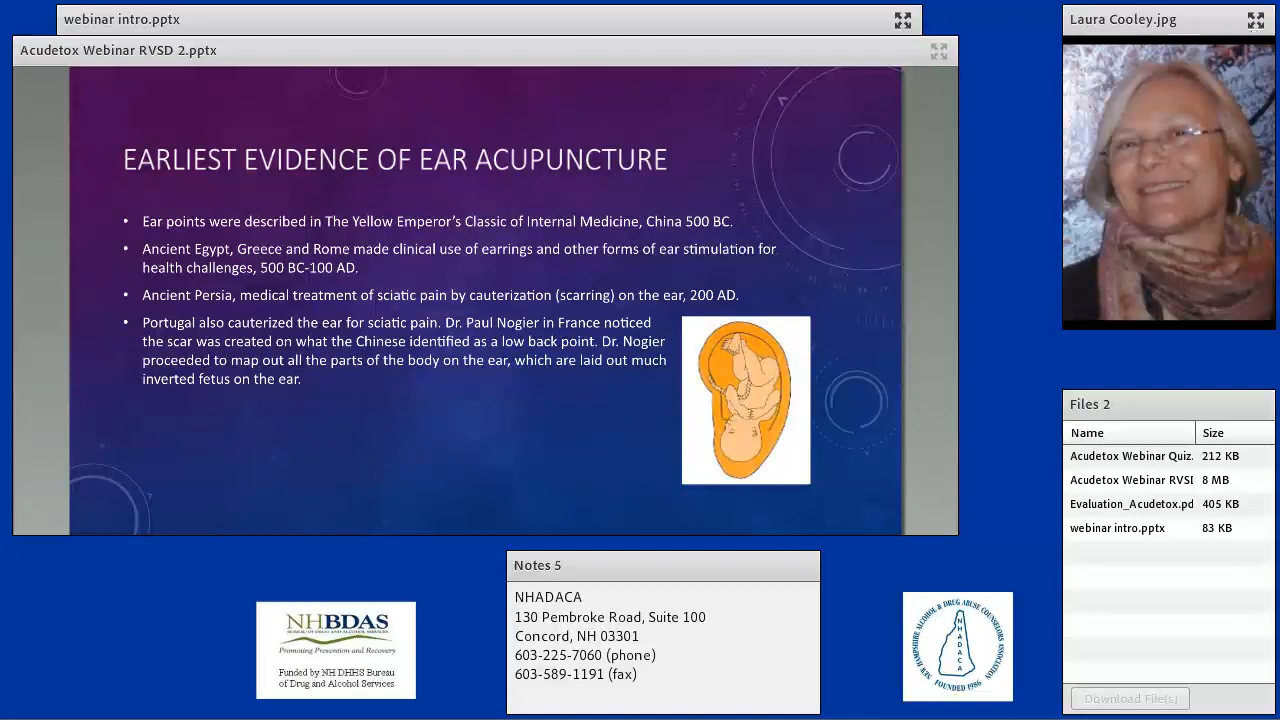 webinar intro.pptx
Acudetox Webinar RVSD 2.pptx
EARLIEST EVIDENCE OF EAR ACUPUNCTURE
• Ear points were described in The Yellow Emperor's Classic of Internal Medicine, China 500 BC.
• Ancient Egypt, Greece and Rome made clinical use of earrings and other forms of ear stimulation for
health challenges, 500 BC-100 AD.
• Ancient Persia, medical treatment of sciatic pain by cauterization (scarring) on the ear, 200 AD.
• Portugal also cauterized the ear for sciatic pain. Dr. Paul Nogier in France noticed
the scar was created on what the Chinese identified as a low back point. Dr. Nogier
proceeded to map out all the parts of the body on the ear, which are laid out much
inverted fetus on the ear.
Laura Cooley.jpg
Files 2
Name Size
Acudetox Webinar Quiz. 212 KB
Acudetox Webinar RVSD 8 MB
Evaluation_Acudetox.pd 405 KB
webinar intro.pptx 83 KB
Download File(s)
NHBDAS
BUREAU OF DRUG AND ALCOHOL SERVICES
Promoting Prevention and Recovery
Funded by NH DHHS Bureau
of Drug and Alcohol Services
Notes 5
NHADACA
130 Pembroke Road, Suite 100
Concord, NH 03301
603-225-7060 (phone)
603-589-1191 (fax)
NEW HAMPSHIRE ALCOHOL & DRUG ABUSE COUNSELORS ASSOCIATION
NHADACA
FOUNDED 1986